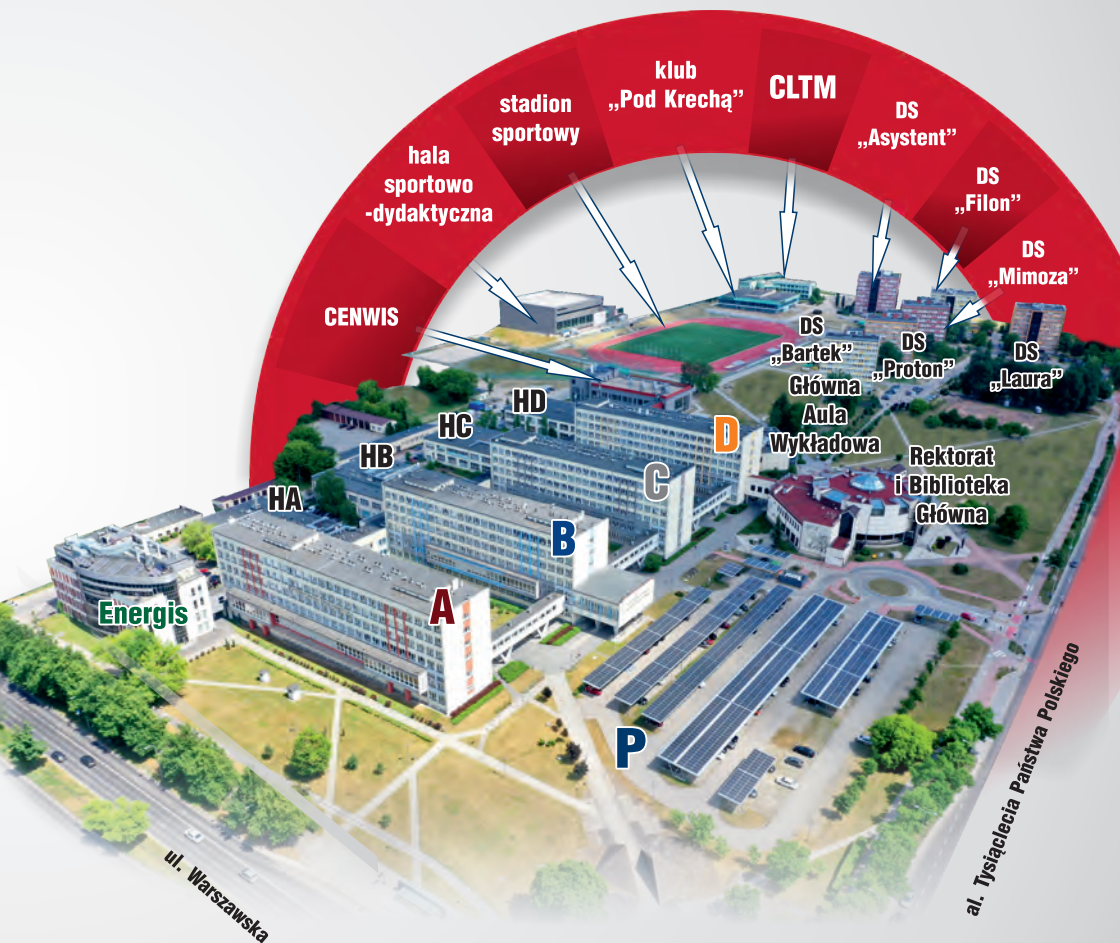 klub
„Pod Krechą”
CLTM
stadion
sportowy
DS
„Asystent”
hala
sportowo
-dydaktyczna
DS
„Filon”
DS
„Mimoza”
CENWIS
DS
„Bartek”
DS
„Proton”
DS
„Laura”
Główna
Aula
Wykładowa
HD
HC
HB
HA
D
C
B
A
Rektorat
i Biblioteka
Główna
Energis
P
ul. Warszawska
al. Tysiąclecia Państwa Polskiego